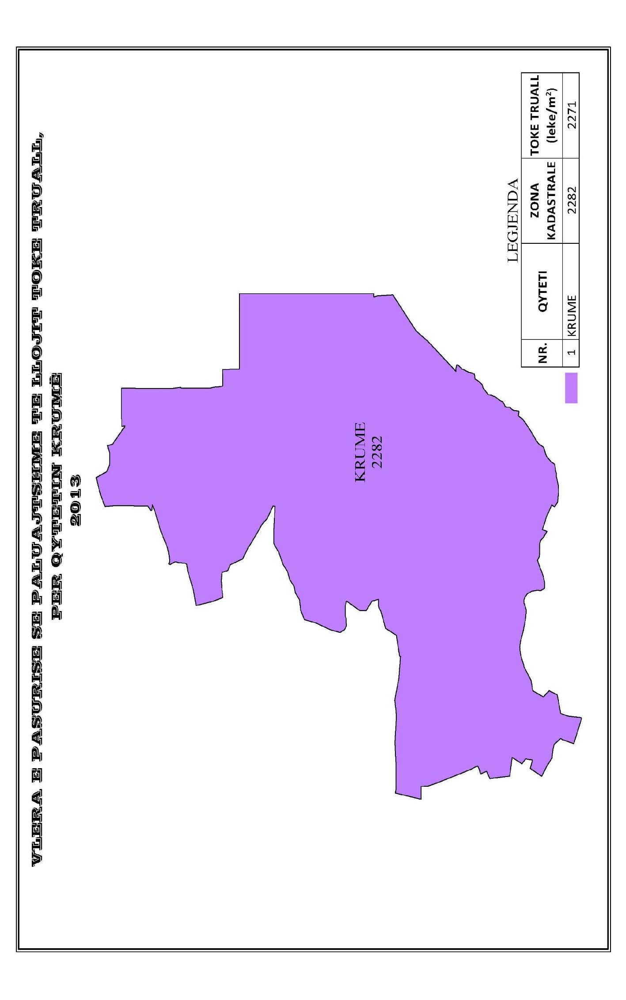 VLERA E PASURISE SE PALUAJTSHME TE LLOJIT TOKE TRUALL,
PER QYTETIN KRUMË
2013
KRUME
2282
LEGJENDA
NR. QYTETI ZONA KADASTRALE TOKE TRUALL (leke/m²)
1 KRUME 2282 2271